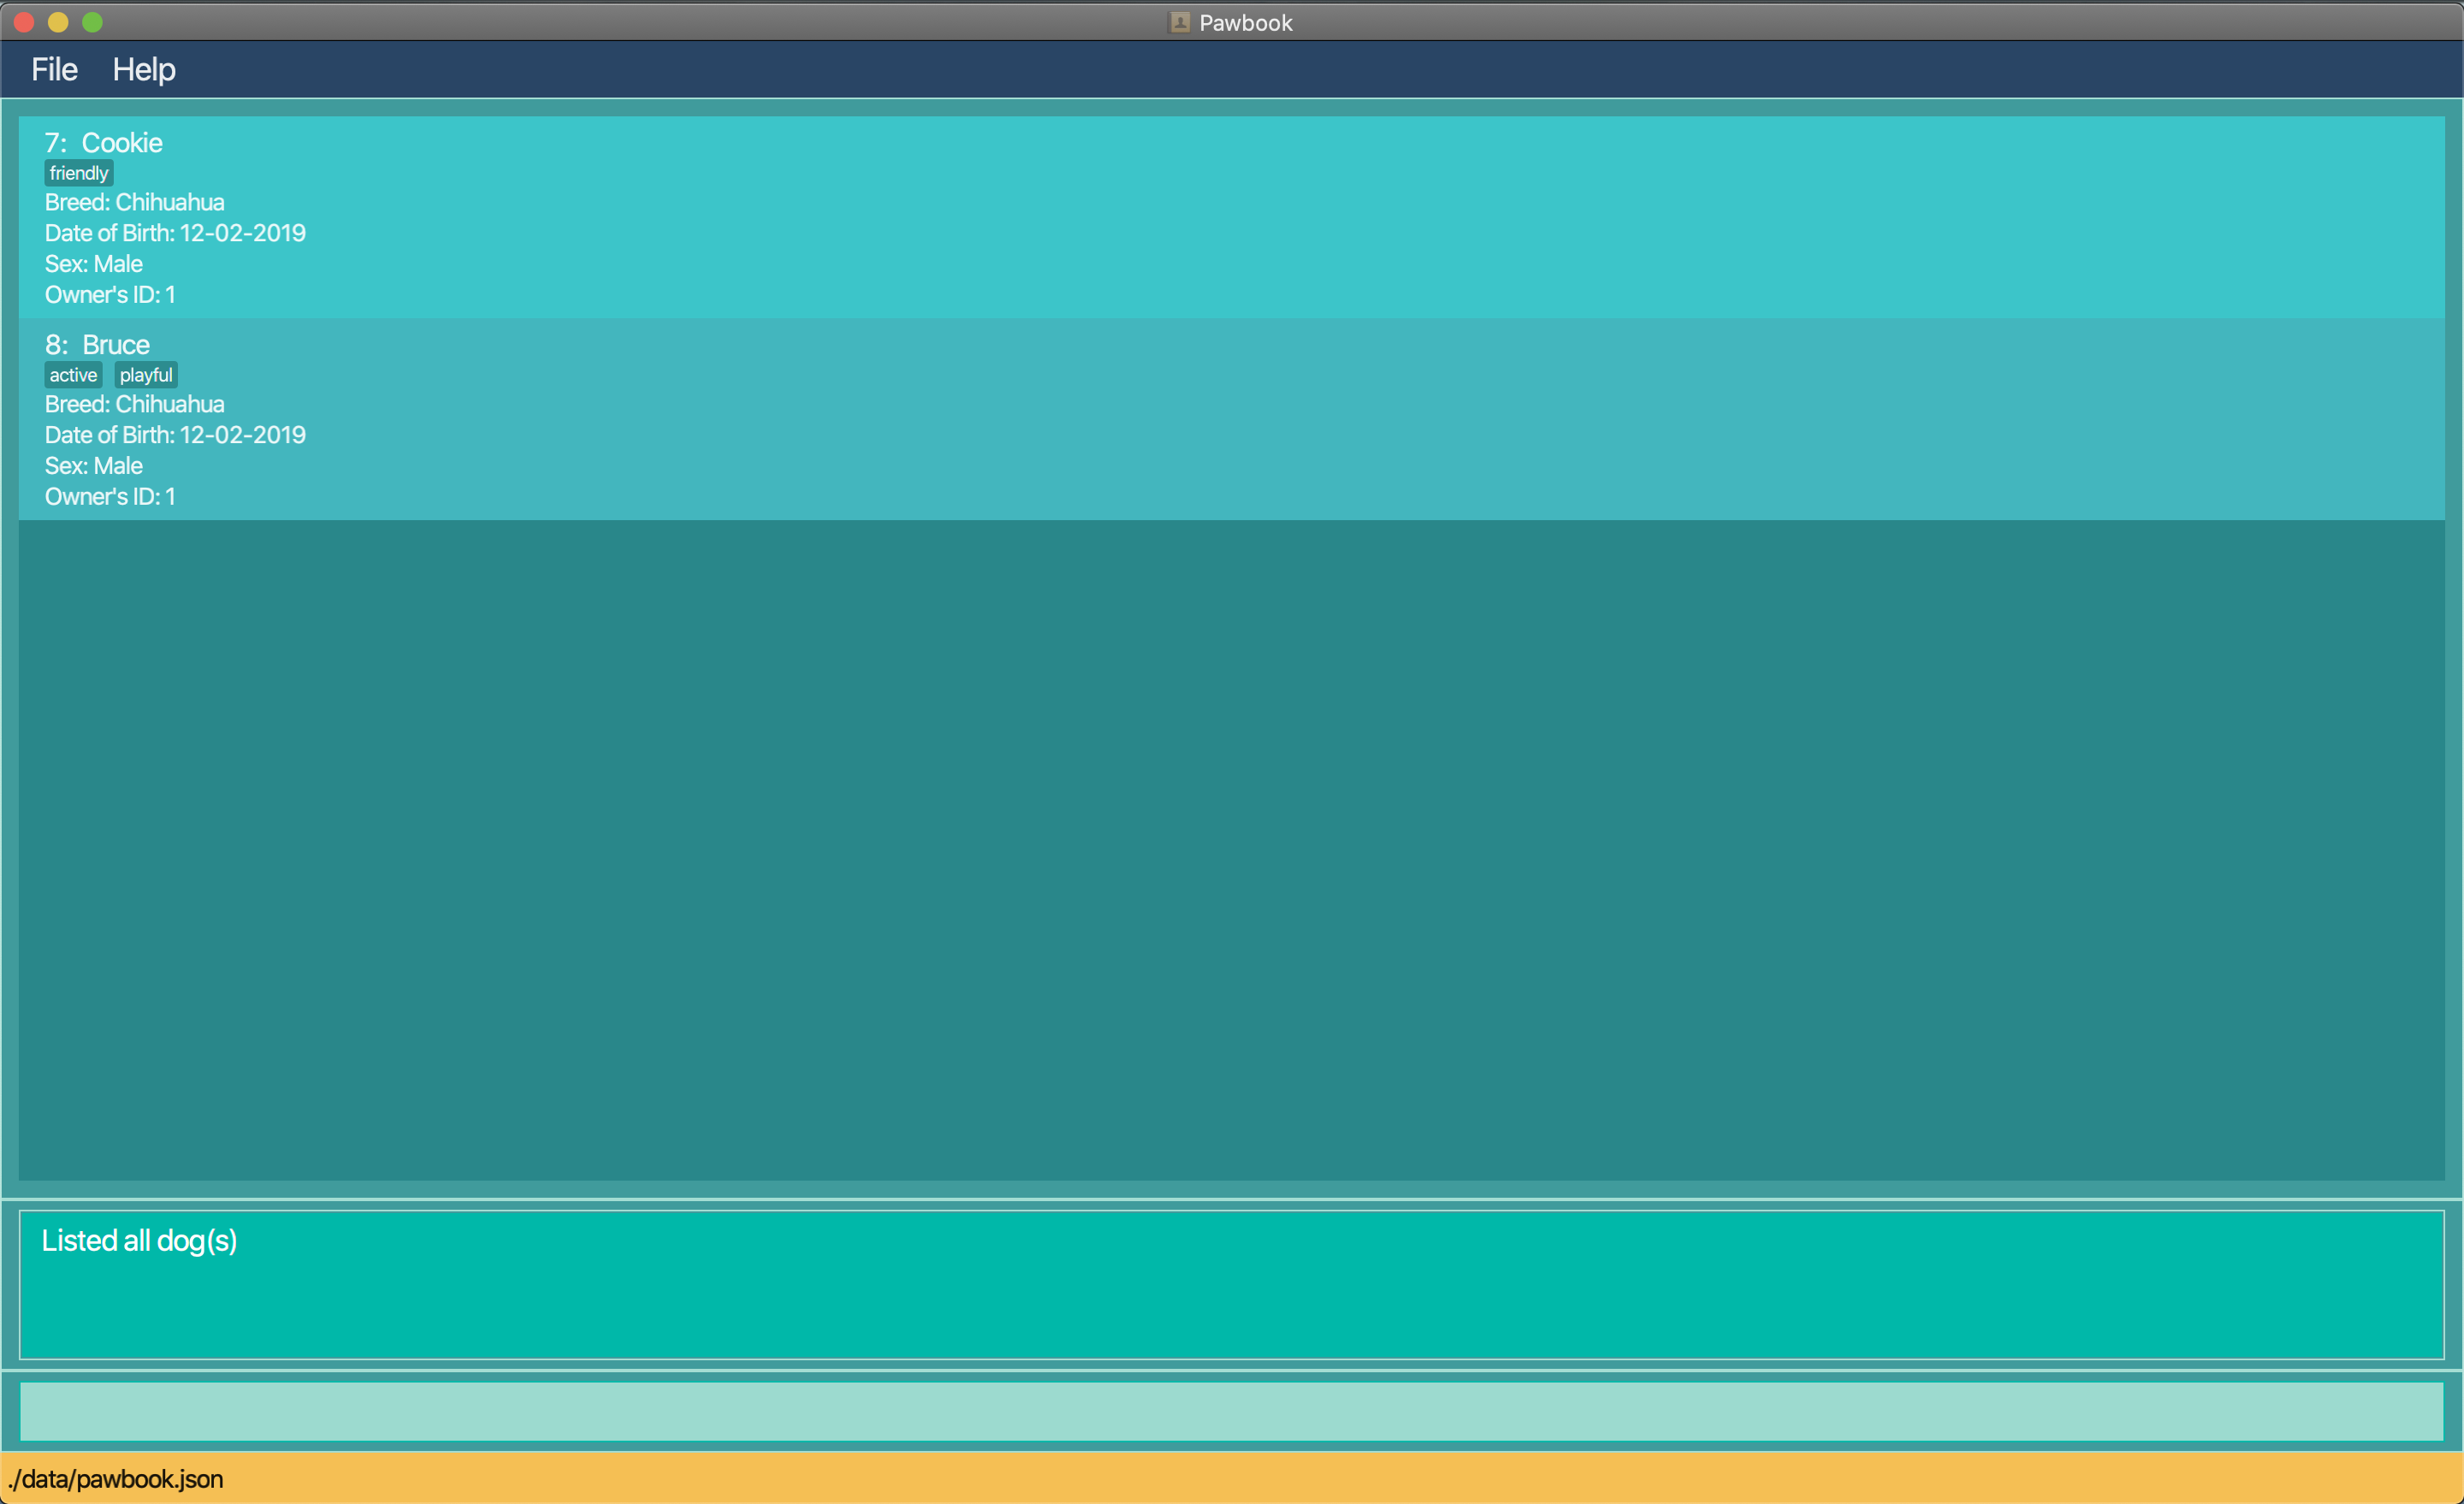 Pawbook
File Help
7: Cookie
friendly
Breed: Chihuahua
Date of Birth: 12-02-2019
Sex: Male
Owner's ID: 1
8: Bruce
active playful
Breed: Chihuahua
Date of Birth: 12-02-2019
Sex: Male
Owner's ID: 1
Listed all dog(s)
./data/pawbook.json